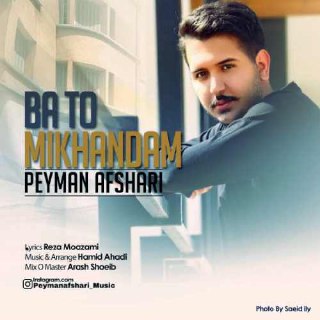 BA TO
MIKHANDAM
PEYMAN AFSHARI
Lyrics Reza Moazami
Music & Arrange Hamid Ahadi
Mix O Master Arash Shoeib
Instagram.com
Peymanafshari_Music
Photo By Saeid.lly